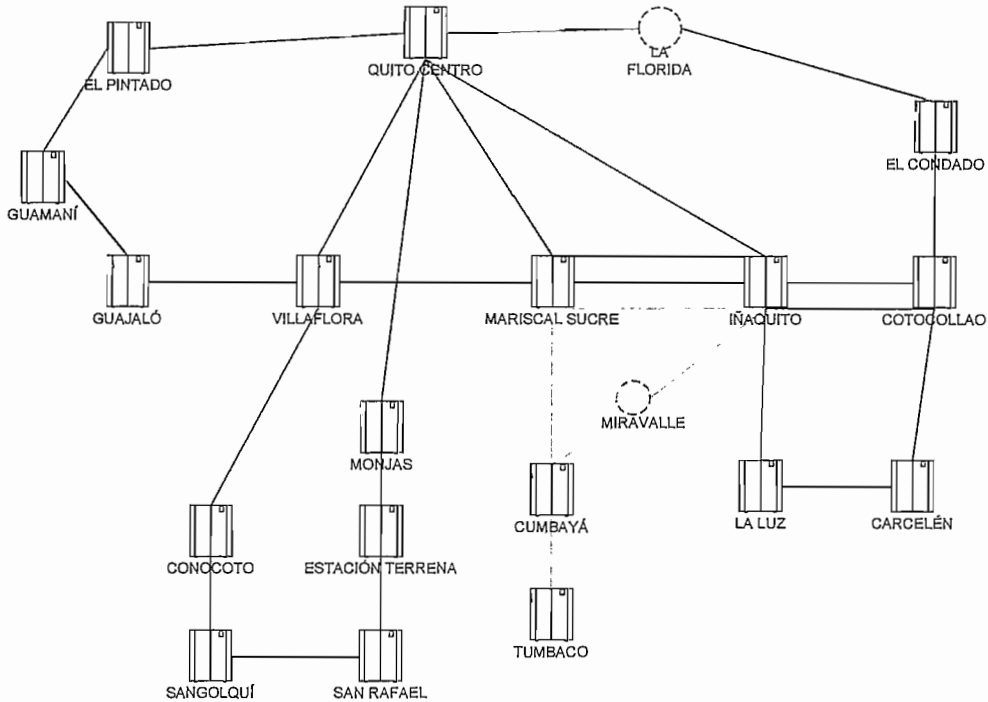 QUITO CENTRO
LA
FLORIDA
EL PINTADO
EL CONDADO
GUAMANÍ
GUAJALÓ
VILLAFLORA
MARISCAL SUCRE
IÑAQUITO
COTOCOLLAO
MIRAVALLE
MONJAS
CUMBAYÁ
LA LUZ
CARCELÉN
CONOCOTO
ESTACIÓN TERRENA
TUMBACO
SANGOLQUÍ
SAN RAFAEL